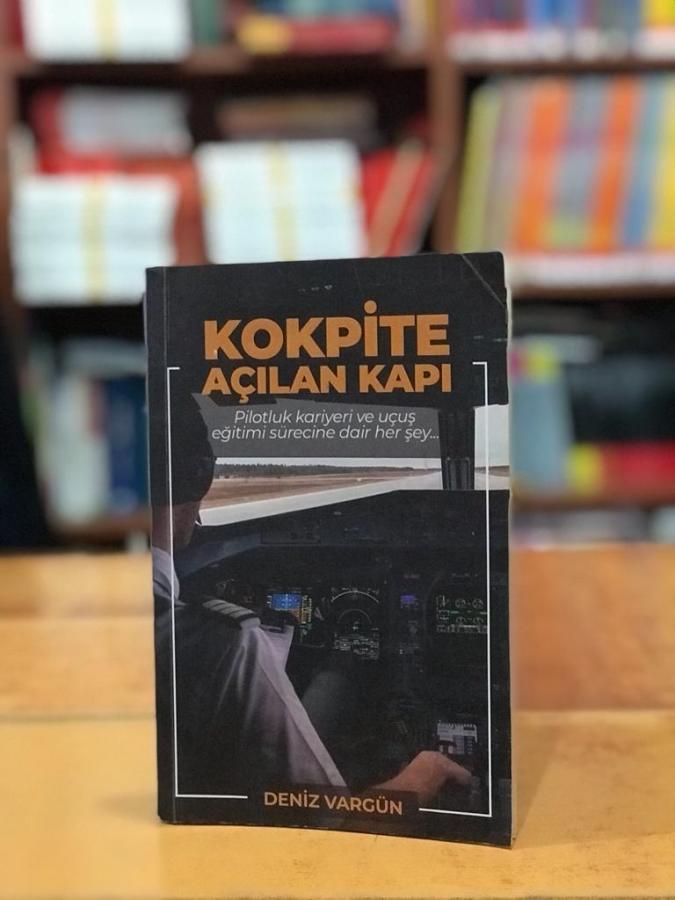 KOKPİTE
AÇILAN KAPI
Pilotluk kariyeri ve uçuş
eğitimi sürecine dair her şey...
DENİZ VARGÜN